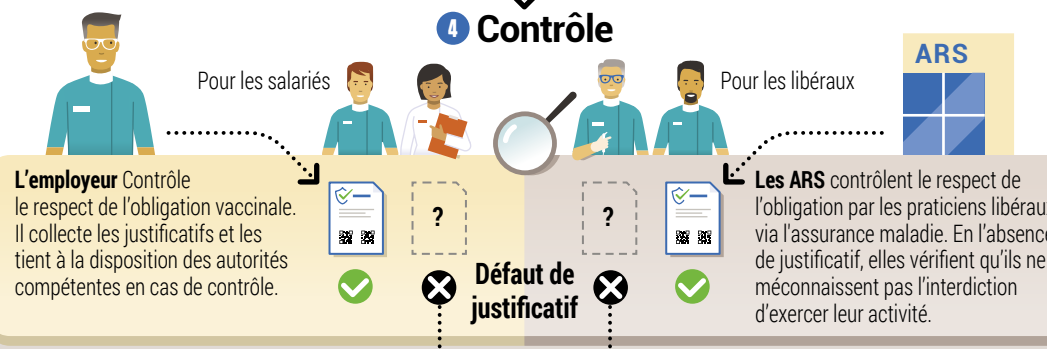 4 Contrôle
Pour les salariés
Pour les libéraux
ARS
L'employeur Contrôle
le respect de l'obligation vaccinale.
Il collecte les justificatifs et les
tient à la disposition des autorités
compétentes en cas de contrôle.
?
?
Défaut de
justificatif
Les ARS contrôlent le respect de
l'obligation par les praticiens libéraux
via l'assurance maladie. En l'absence
de justificatif, elles vérifient qu'ils ne
méconnaissent pas l'interdiction
d'exercer leur activité.